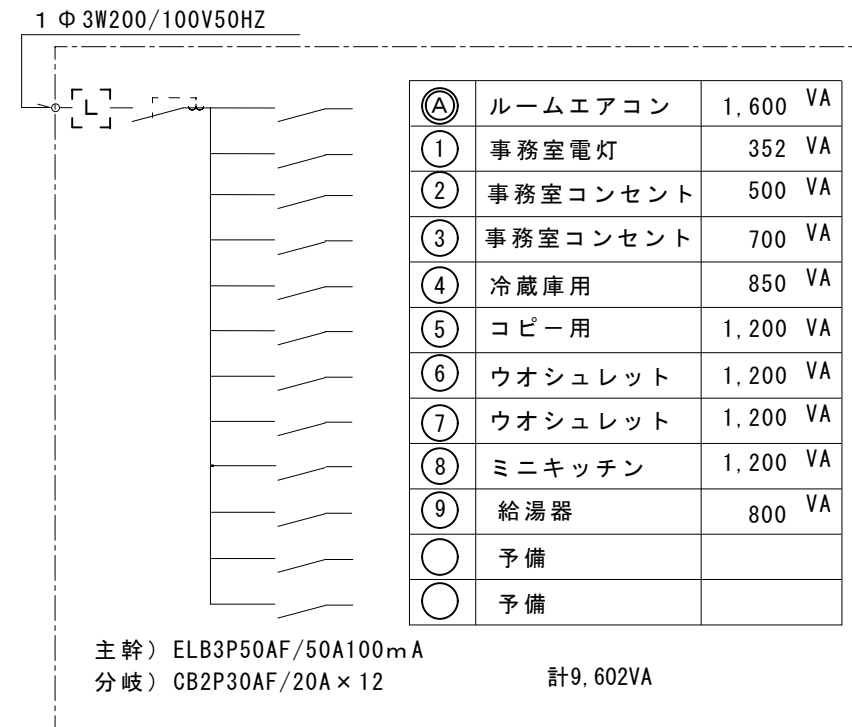 1Φ3W200/100V50HZ
L
A ルームエアコン 1,600 VA
1 事務室電灯 352 VA
2 事務室コンセント 500 VA
3 事務室コンセント 700 VA
4 冷蔵庫用 850 VA
5 コピー用 1,200 VA
6 ウオシュレット 1,200 VA
7 ウオシュレット 1,200 VA
8 ミニキッチン 1,200 VA
9 給湯器 800 VA
予備
予備
主幹）ELB3P50AF/50A100mA
分岐）CB2P30AF/20A×12 計9,602VA